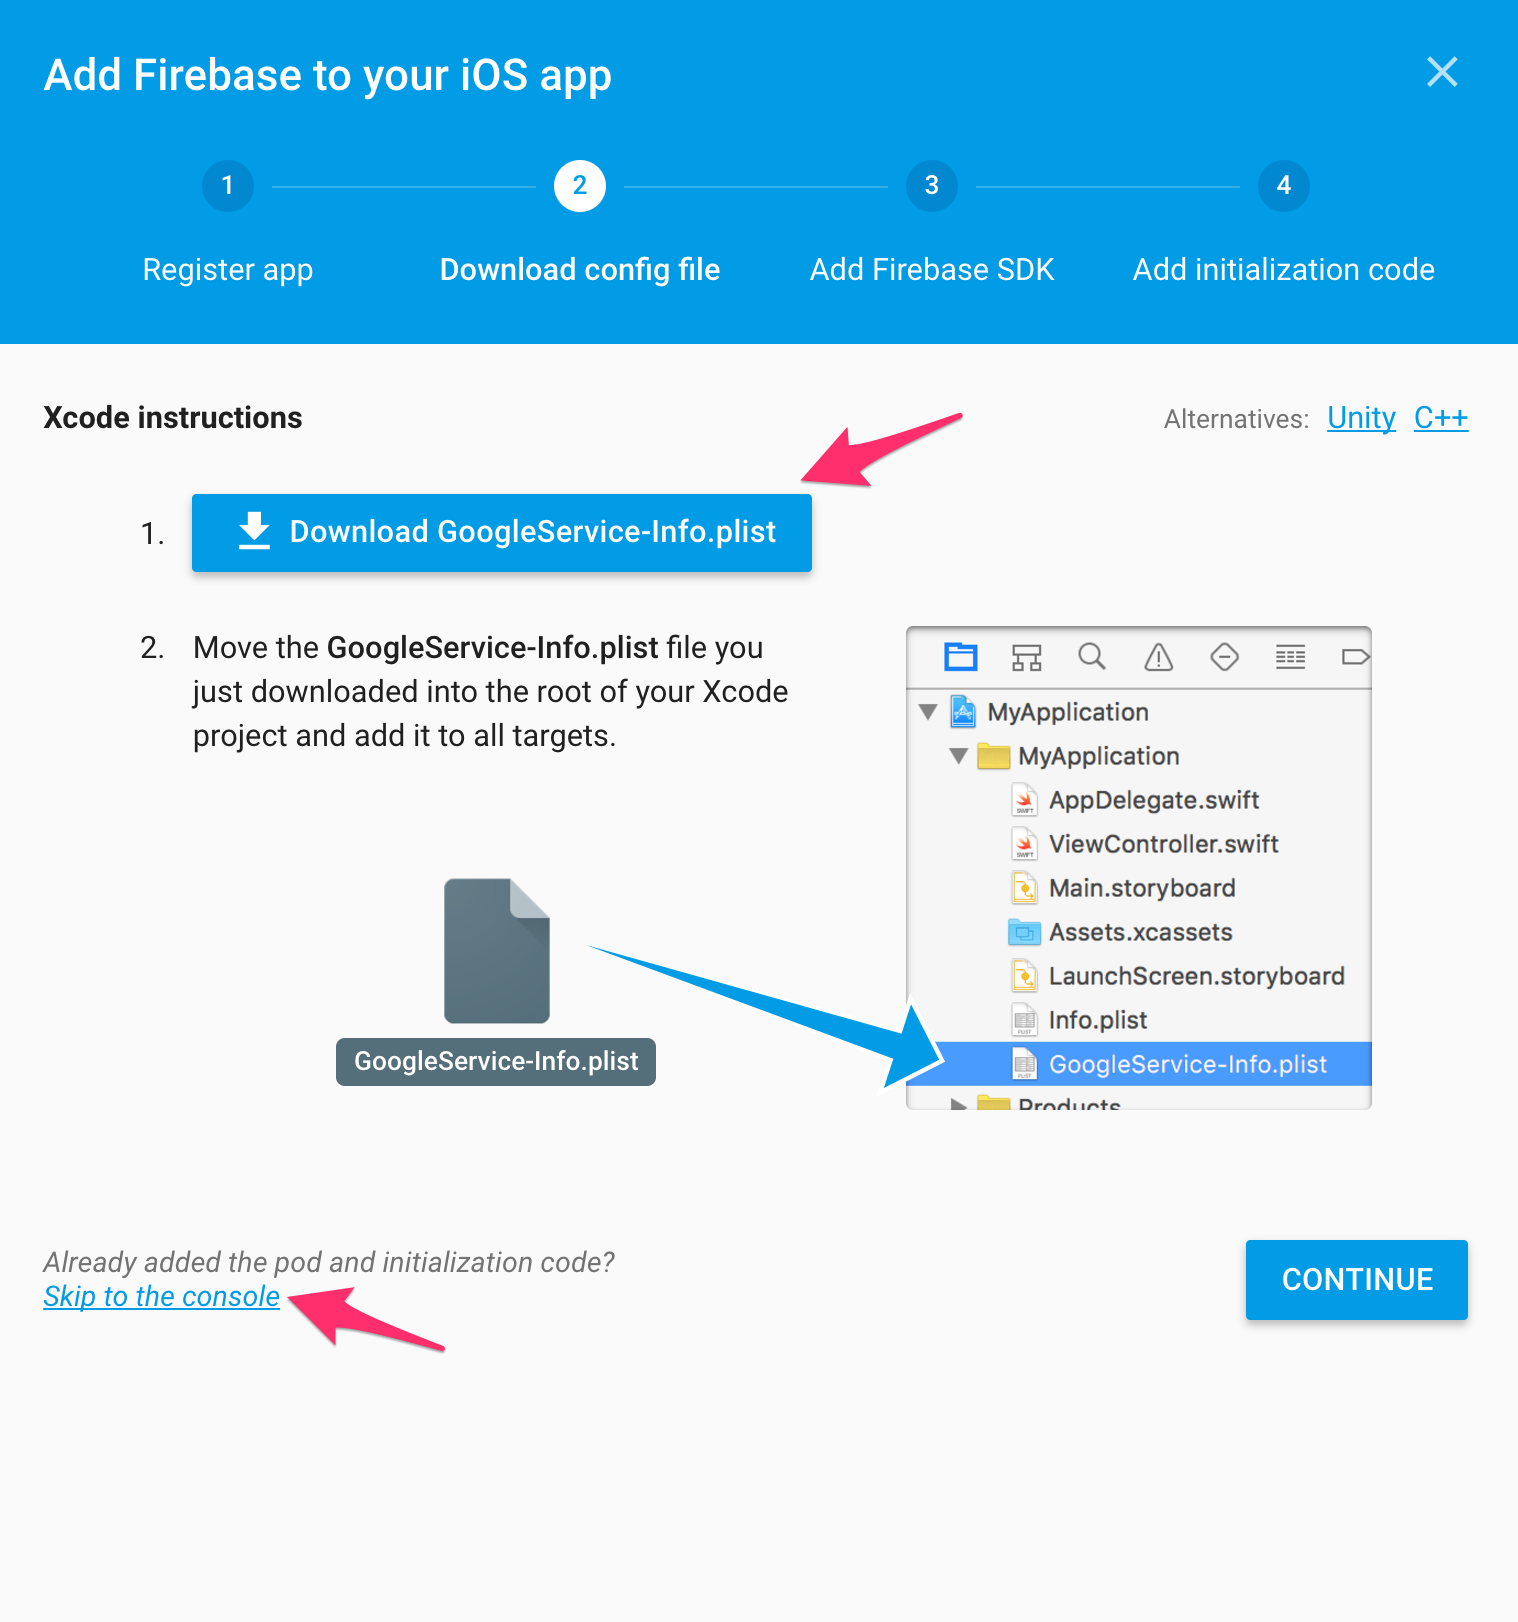 Add Firebase to your iOS app
1
2
3
4
Register app
Download config file
Add Firebase SDK
Add initialization code
Xcode instructions
Alternatives: Unity C++
1. Download GoogleService-Info.plist
2. Move the GoogleService-Info.plist file you
just downloaded into the root of your Xcode
project and add it to all targets.
GoogleService-Info.plist
MyApplication
MyApplication
SWIFT AppDelegate.swift
SWIFT ViewController.swift
Main.storyboard
Assets.xcassets
LaunchScreen.storyboard
PLIST Info.plist
PLIST GoogleService-Info.plist
Products
Already added the pod and initialization code?
Skip to the console
CONTINUE